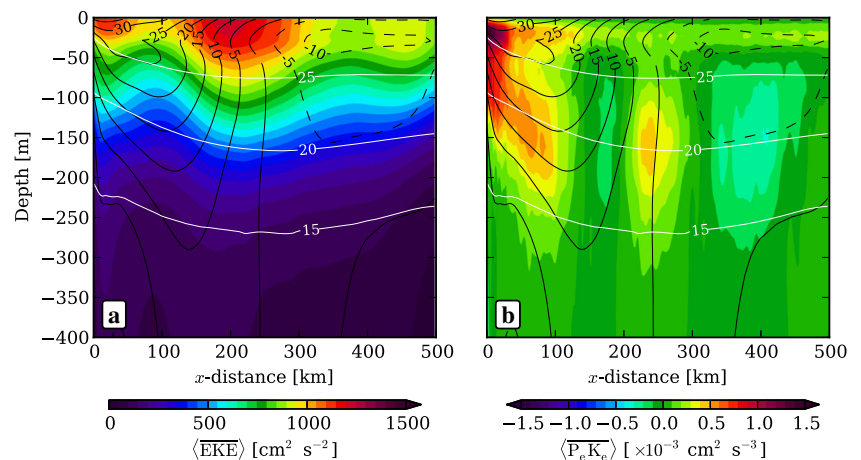 0
−50
−100
−150
−200
−250
−300
−350
−400
Depth [m]
30
25
20
15
10
5
-5
-10
25
20
15
a
0 100 200 300 400 500
x-distance [km]
0 500 1000 1500
⟨EKE⟩ [cm² s⁻²]
30
25
20
15
10
5
-5
-10
25
20
15
b
0 100 200 300 400 500
x-distance [km]
−1.5 −1.0 −0.5 0.0 0.5 1.0 1.5
⟨PₑKₑ⟩ [ ×10⁻³ cm² s⁻³]